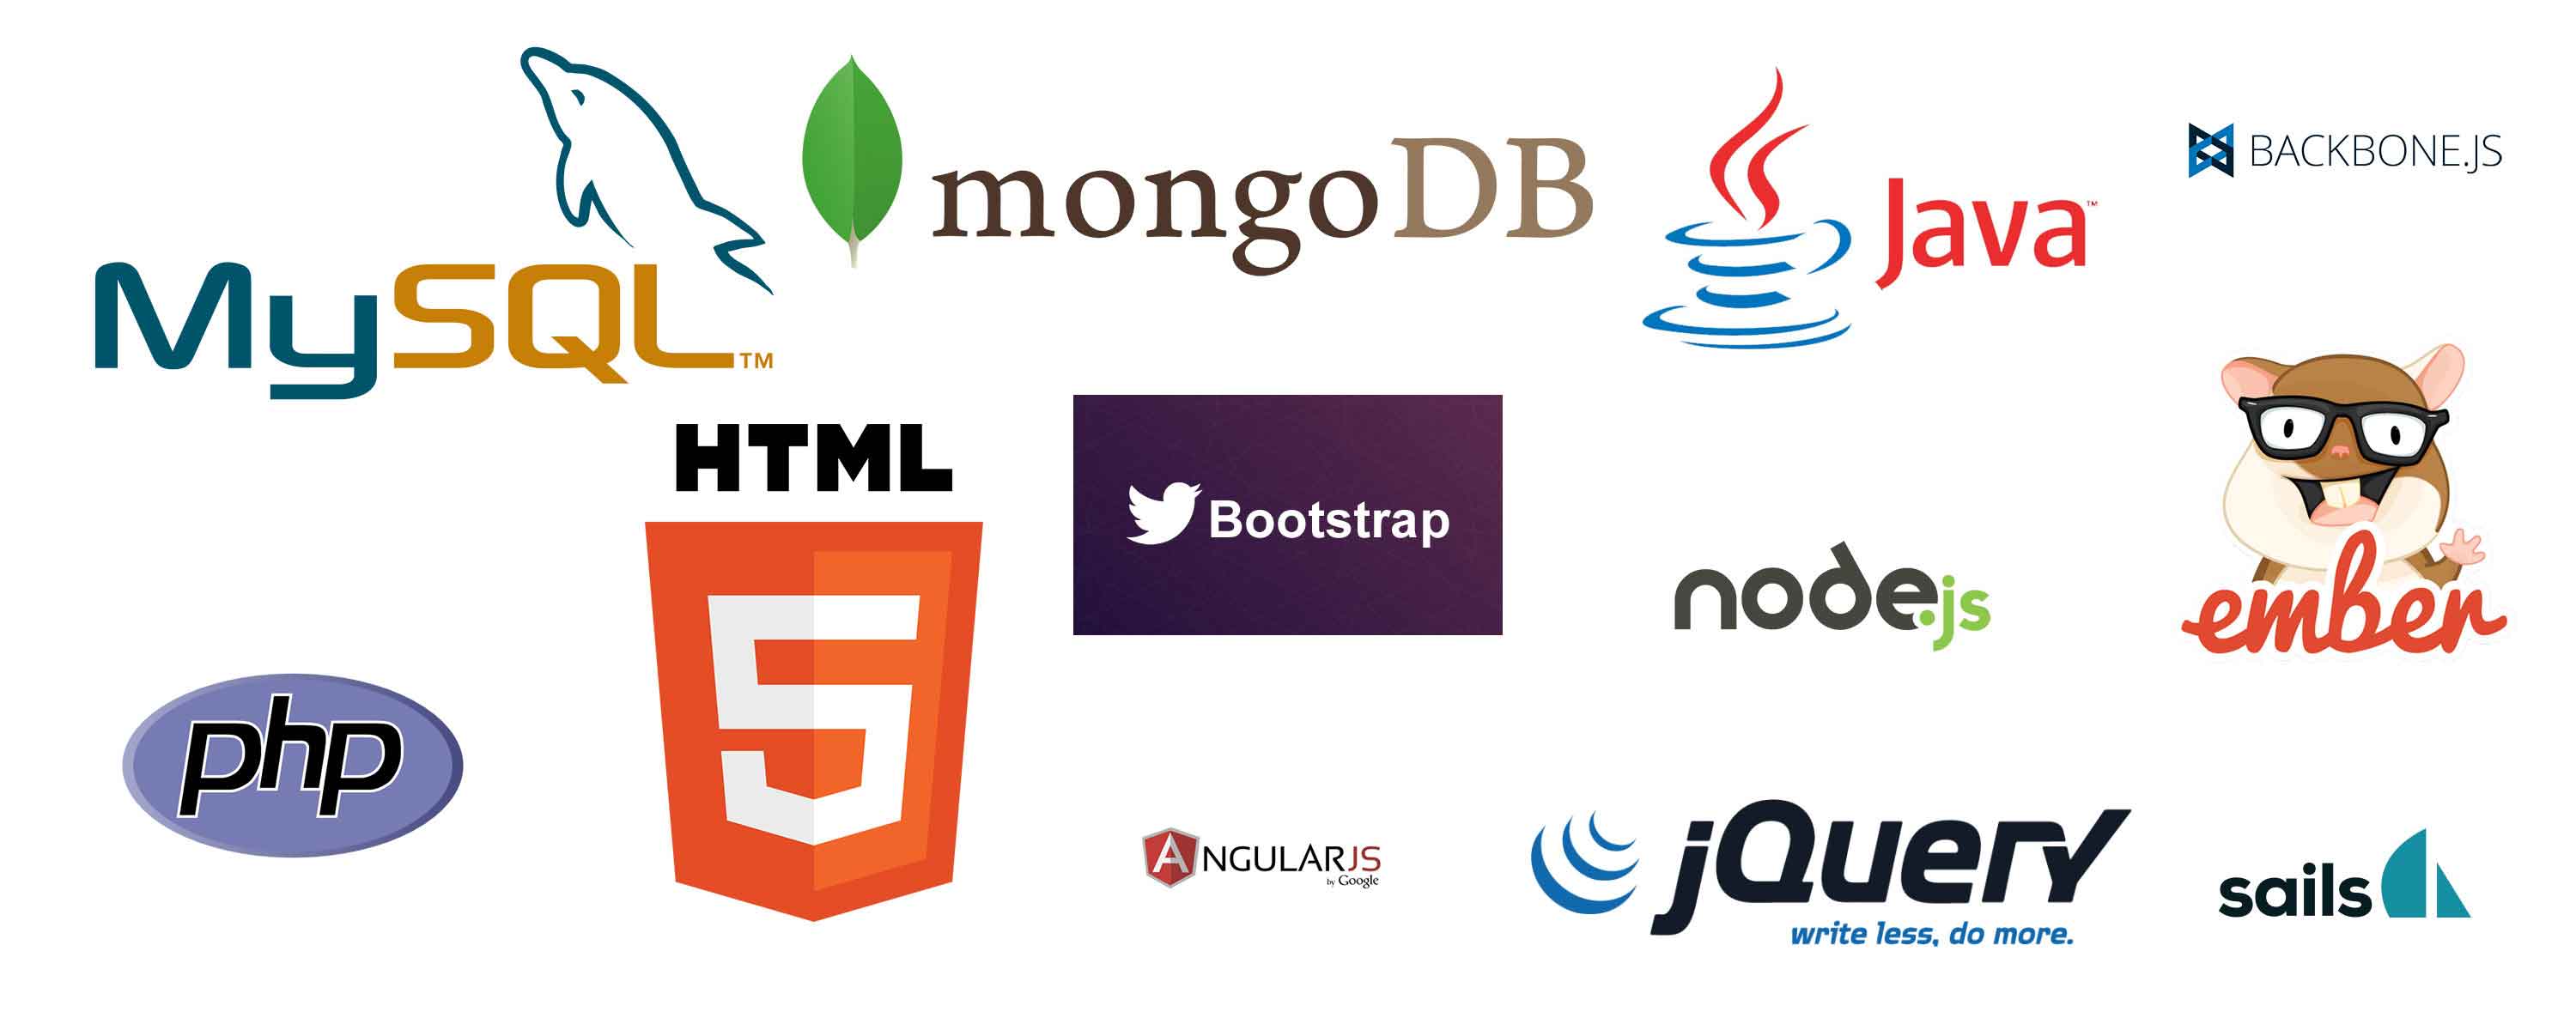 MySQL™
mongoDB
Java™
BACKBONE.JS
HTML
5
Bootstrap
node.js
ember
php
ANGULARJS
by Google
jQuery
write less, do more.
sails